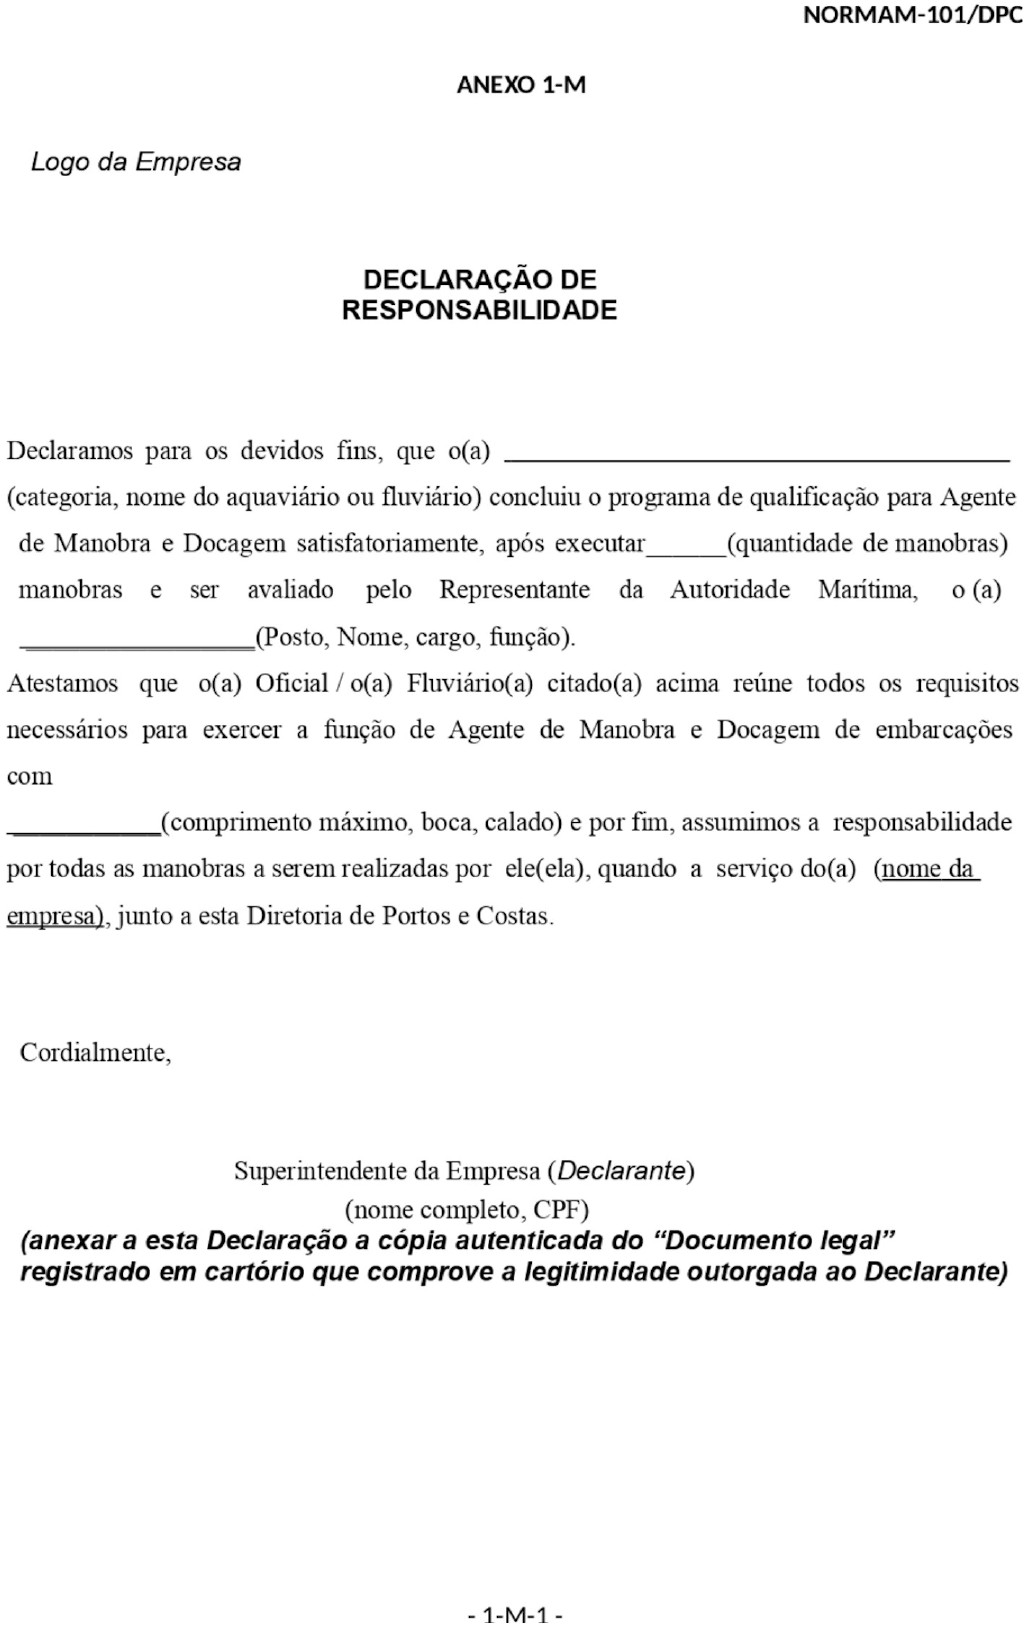 NORMAM-101/DPC
ANEXO 1-M
Logo da Empresa
DECLARAÇÃO DE
RESPONSABILIDADE
Declaramos para os devidos fins, que o(a) ______________________________________
(categoria, nome do aquaviário ou fluviário) concluiu o programa de qualificação para Agente
de Manobra e Docagem satisfatoriamente, após executar______(quantidade de manobras)
manobras e ser avaliado pelo Representante da Autoridade Marítima, o (a)
__________________(Posto, Nome, cargo, função).
Atestamos que o(a) Oficial / o(a) Fluviário(a) citado(a) acima reúne todos os requisitos
necessários para exercer a função de Agente de Manobra e Docagem de embarcações
com
____________(comprimento máximo, boca, calado) e por fim, assumimos a responsabilidade
por todas as manobras a serem realizadas por ele(ela), quando a serviço do(a) (nome da
empresa), junto a esta Diretoria de Portos e Costas.
Cordialmente,
Superintendente da Empresa (Declarante)
(nome completo, CPF)
(anexar a esta Declaração a cópia autenticada do “Documento legal”
registrado em cartório que comprove a legitimidade outorgada ao Declarante)
- 1-M-1 -